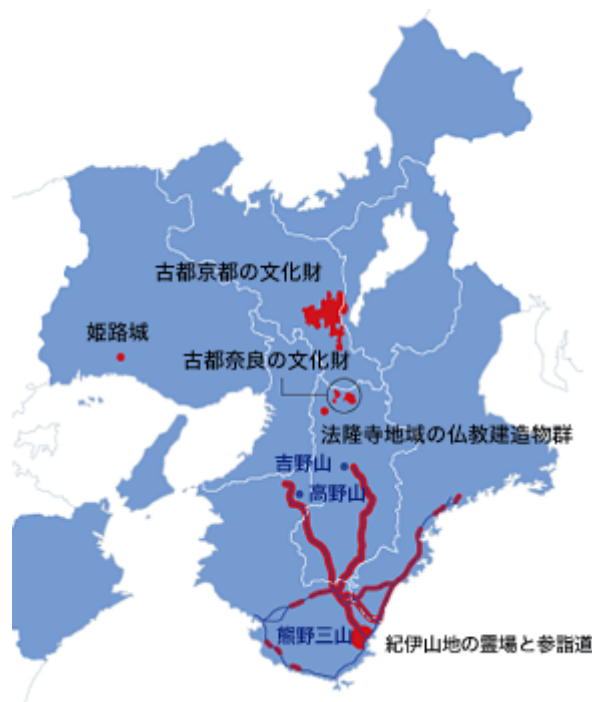 古都京都の文化財
姫路城
古都奈良の文化財
法隆寺地域の仏教建造物群
吉野山
高野山
熊野三山
紀伊山地の霊場と参詣道